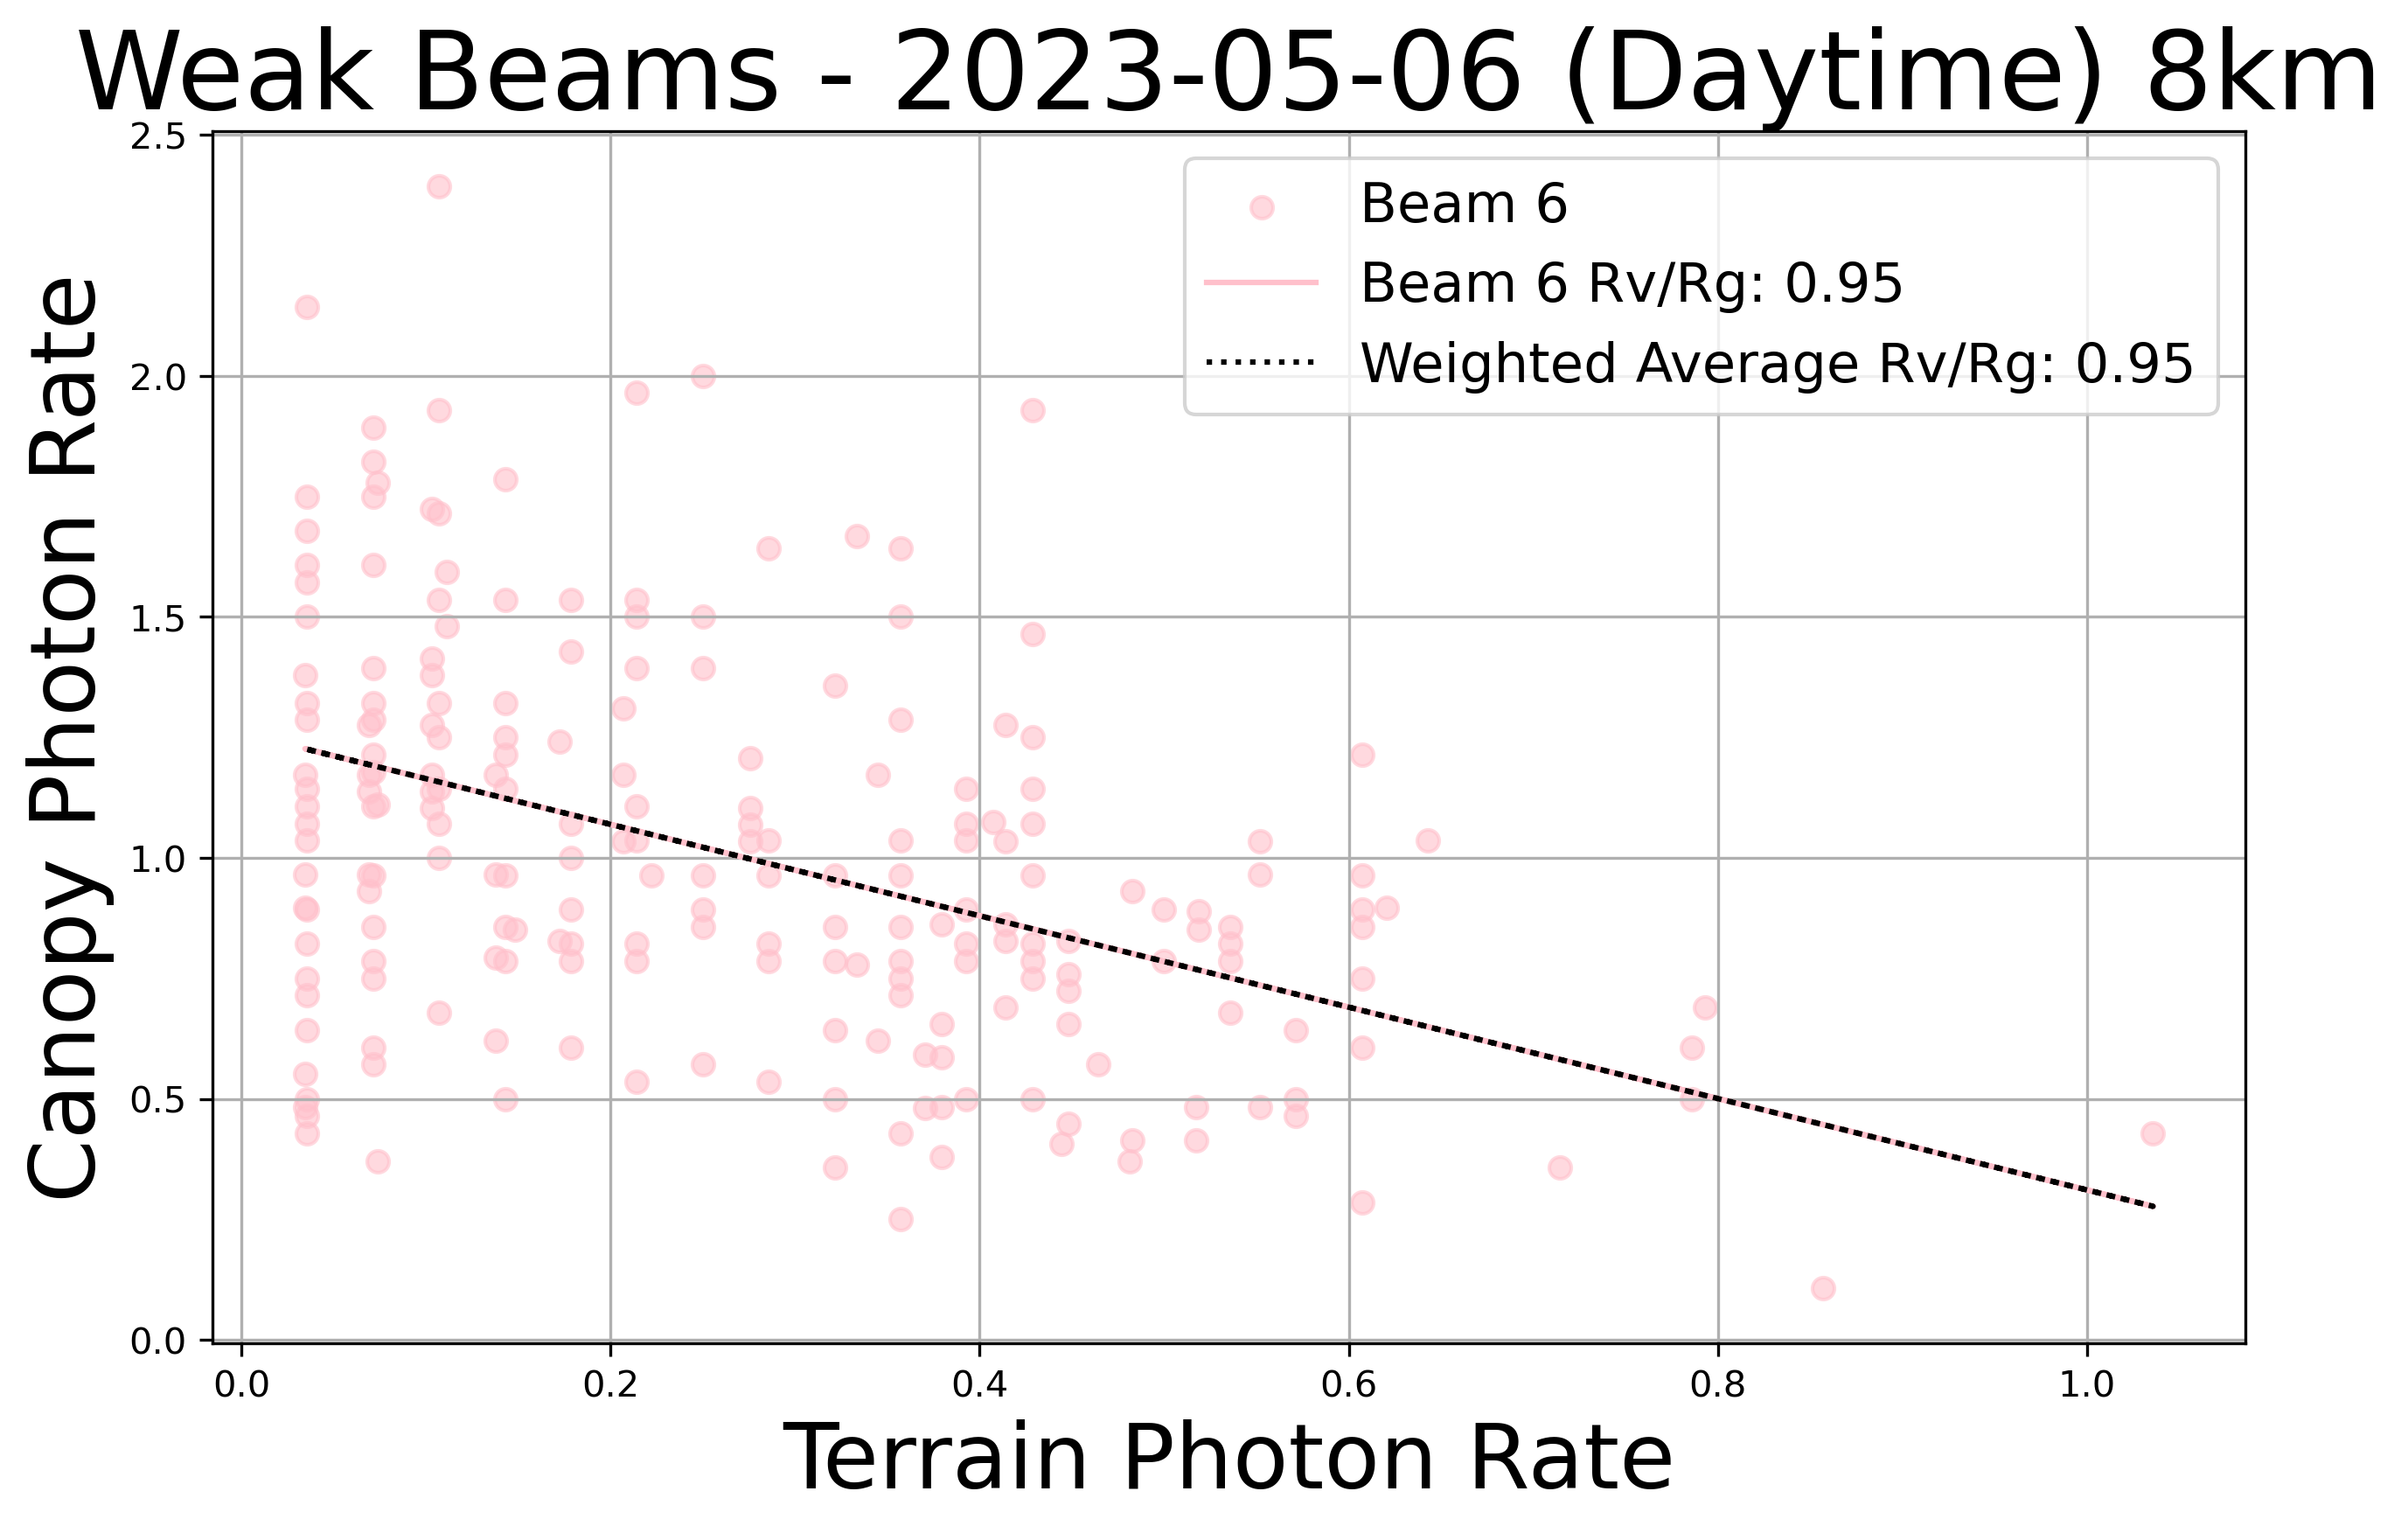 Weak Beams - 2023-05-06 (Daytime) 8km
Canopy Photon Rate
2.5
2.0
1.5
1.0
0.5
0.0
Beam 6
Beam 6 Rv/Rg: 0.95
Weighted Average Rv/Rg: 0.95
0.0 0.2 0.4 0.6 0.8 1.0
Terrain Photon Rate